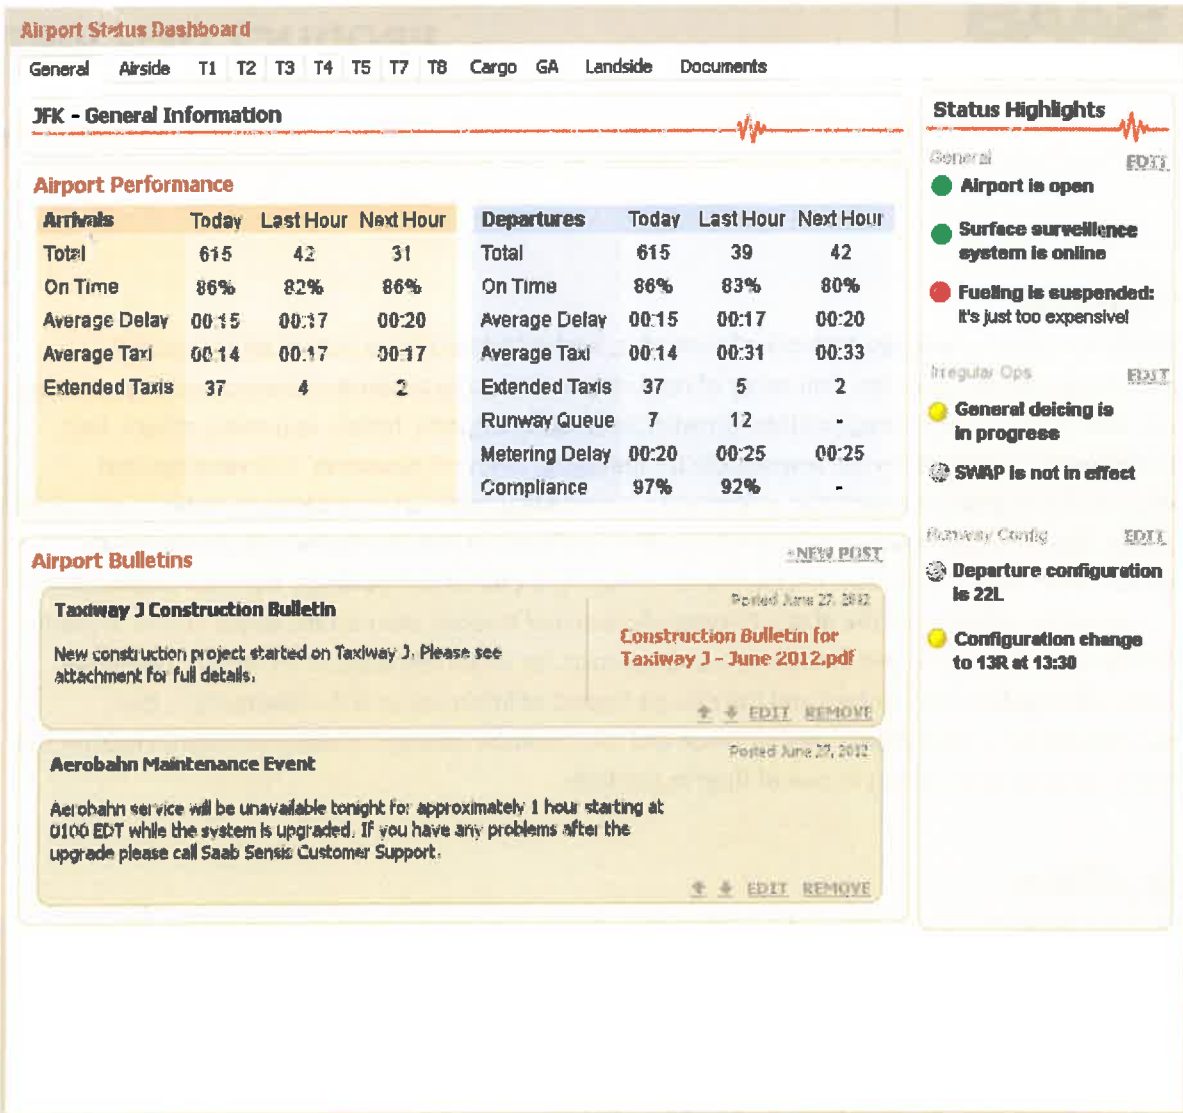 Airport Status Dashboard
General Airside T1 T2 T3 T4 T5 T7 T8 Cargo GA Landside Documents
JFK - General Information
Airport Performance
Arrivals Today Last Hour Next Hour
Total 615 42 31
On Time 86% 82% 86%
Average Delay 00:15 00:17 00:20
Average Taxi 00:14 00:17 00:17
Extended Taxis 37 4 2
Departures Today Last Hour Next Hour
Total 615 39 42
On Time 86% 83% 80%
Average Delay 00:15 00:17 00:20
Average Taxi 00:14 00:31 00:33
Extended Taxis 37 5 2
Runway Queue 7 12 -
Metering Delay 00:20 00:25 00:25
Compliance 97% 92% -
Airport Bulletins
+NEW POST
Taxiway J Construction Bulletin
Posted June 27, 2012
New construction project started on Taxiway J. Please see
attachment for full details.
Construction Bulletin for
Taxiway J - June 2012.pdf
EDIT REMOVE
Aerobahn Maintenance Event
Posted June 27, 2012
Aerobahn service will be unavailable tonight for approximately 1 hour starting at
0100 EDT while the system is upgraded. If you have any problems after the
upgrade please call Saab Sensis Customer Support.
EDIT REMOVE
Status Highlights
General EDIT
Airport is open
Surface surveillence
system is online
Fueling is suspended:
It's just too expensive!
Irregular Ops EDIT
General deicing is
in progress
SWAP is not in effect
Runway Config EDIT
Departure configuration
is 22L
Configuration change
to 13R at 13:30